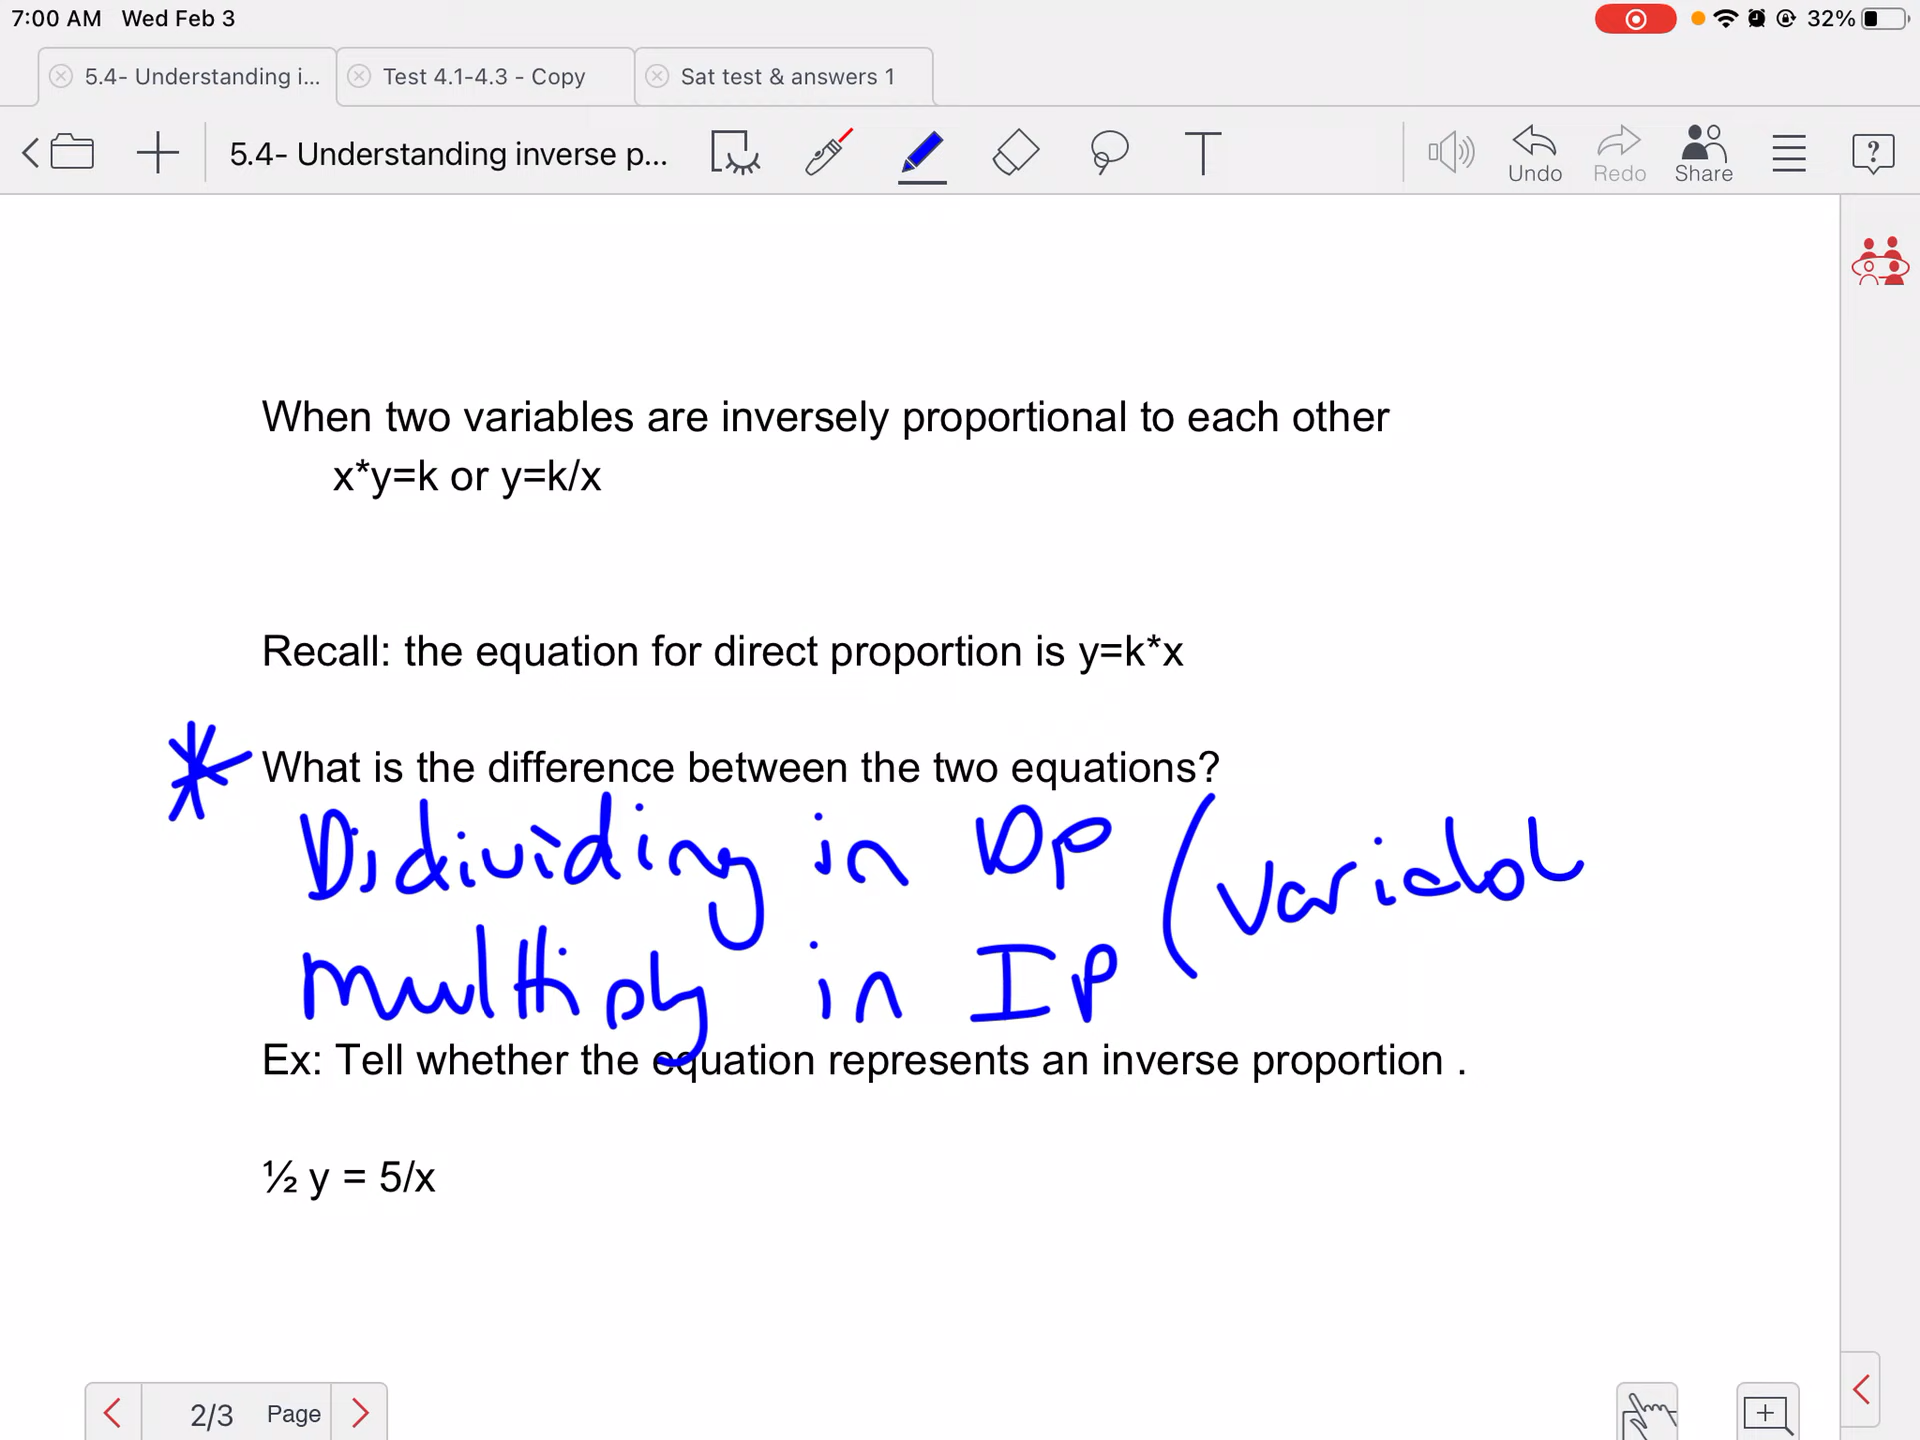 7:00 AM Wed Feb 3
32%
5.4- Understanding i...
Test 4.1-4.3 - Copy
Sat test & answers 1
5.4- Understanding inverse p...
T
Undo
Redo
Share
?
When two variables are inversely proportional to each other
x*y=k or y=k/x
Recall: the equation for direct proportion is y=k*x
* What is the difference between the two equations?
in DP (
multiply in IP
Ex: Tell whether the equation represents an inverse proportion .
½ y = 5/x
2/3 Page